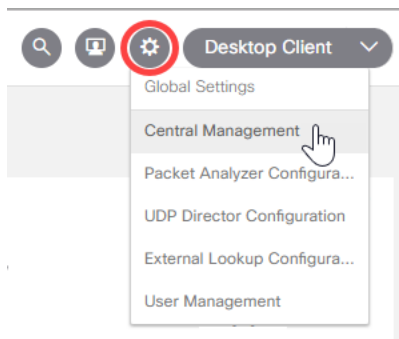 Desktop Client
Global Settings
Central Management
Packet Analyzer Configura...
UDP Director Configuration
External Lookup Configura...
User Management